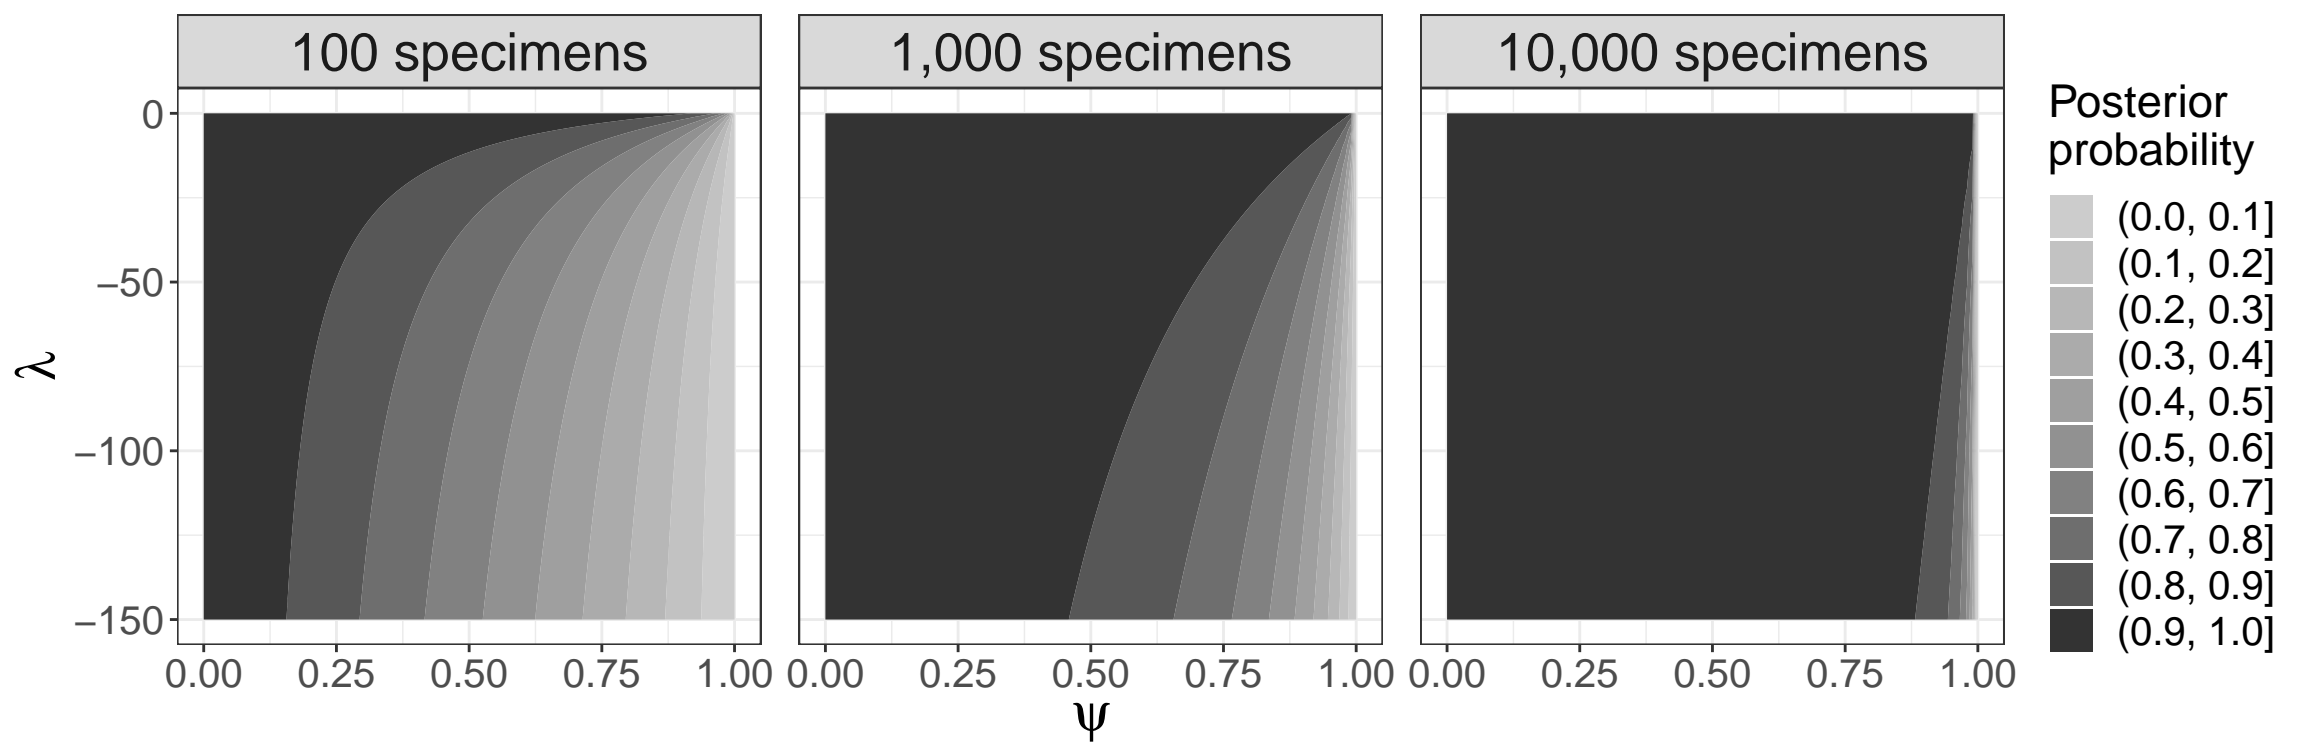 100 specimens
1,000 specimens
10,000 specimens
0
−50
−100
−150
λ
0.00 0.25 0.50 0.75 1.00
0.00 0.25 0.50 0.75 1.00
0.00 0.25 0.50 0.75 1.00
ψ
Posterior
probability
(0.0, 0.1]
(0.1, 0.2]
(0.2, 0.3]
(0.3, 0.4]
(0.4, 0.5]
(0.5, 0.6]
(0.6, 0.7]
(0.7, 0.8]
(0.8, 0.9]
(0.9, 1.0]